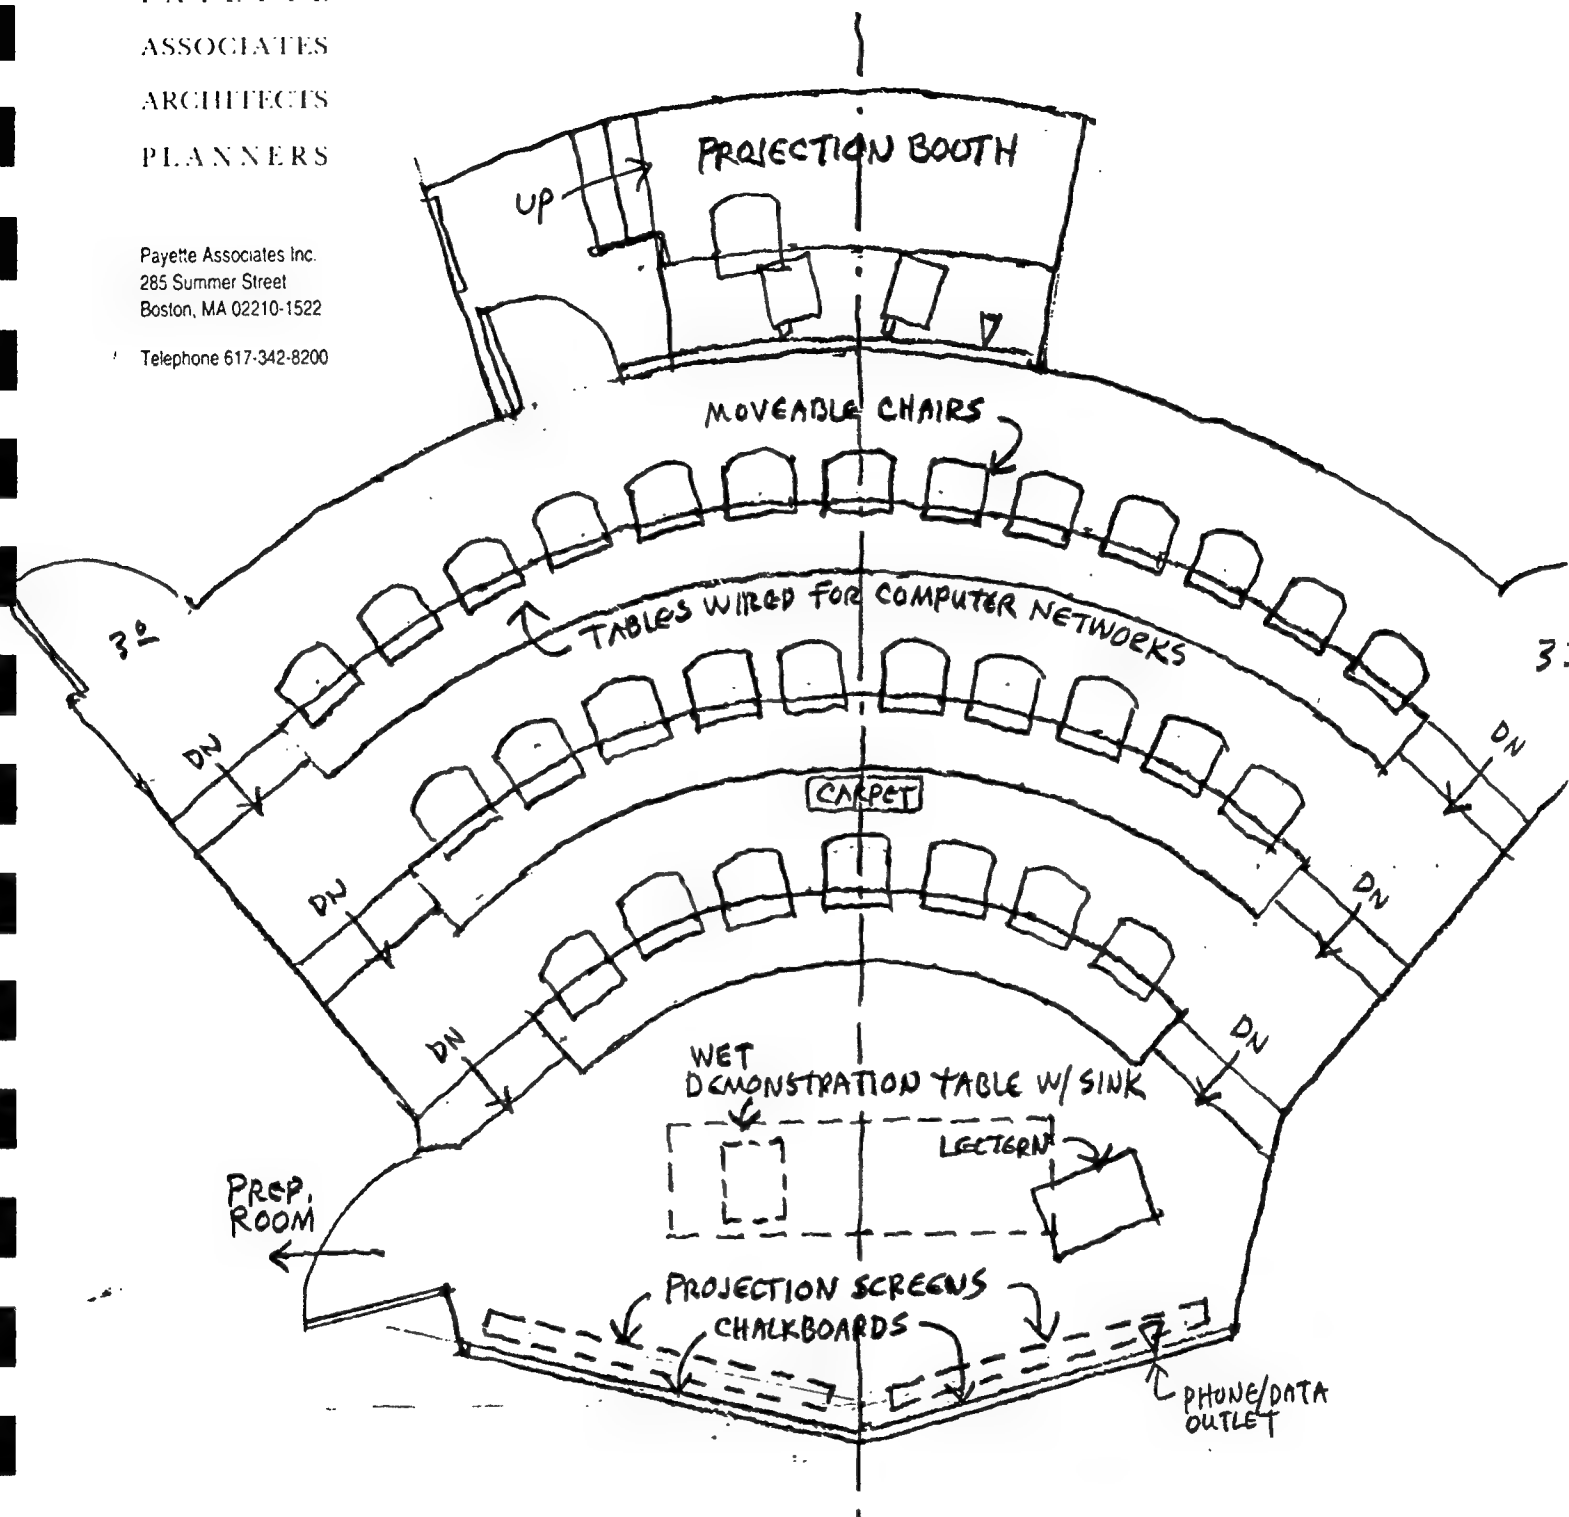 ASSOCIATES
ARCHITECTS
PLANNERS
Payette Associates Inc.
285 Summer Street
Boston, MA 02210-1522
Telephone 617-342-8200
PROJECTION BOOTH
UP
MOVEABLE CHAIRS
TABLES WIRED FOR COMPUTER NETWORKS
DN
DN
CARPET
DN
DN
DN
DN
WET
DEMONSTRATION TABLE W/ SINK
LECTERN
PREP.
ROOM
PROJECTION SCREENS
CHALKBOARDS
PHONE/DATA
OUTLET